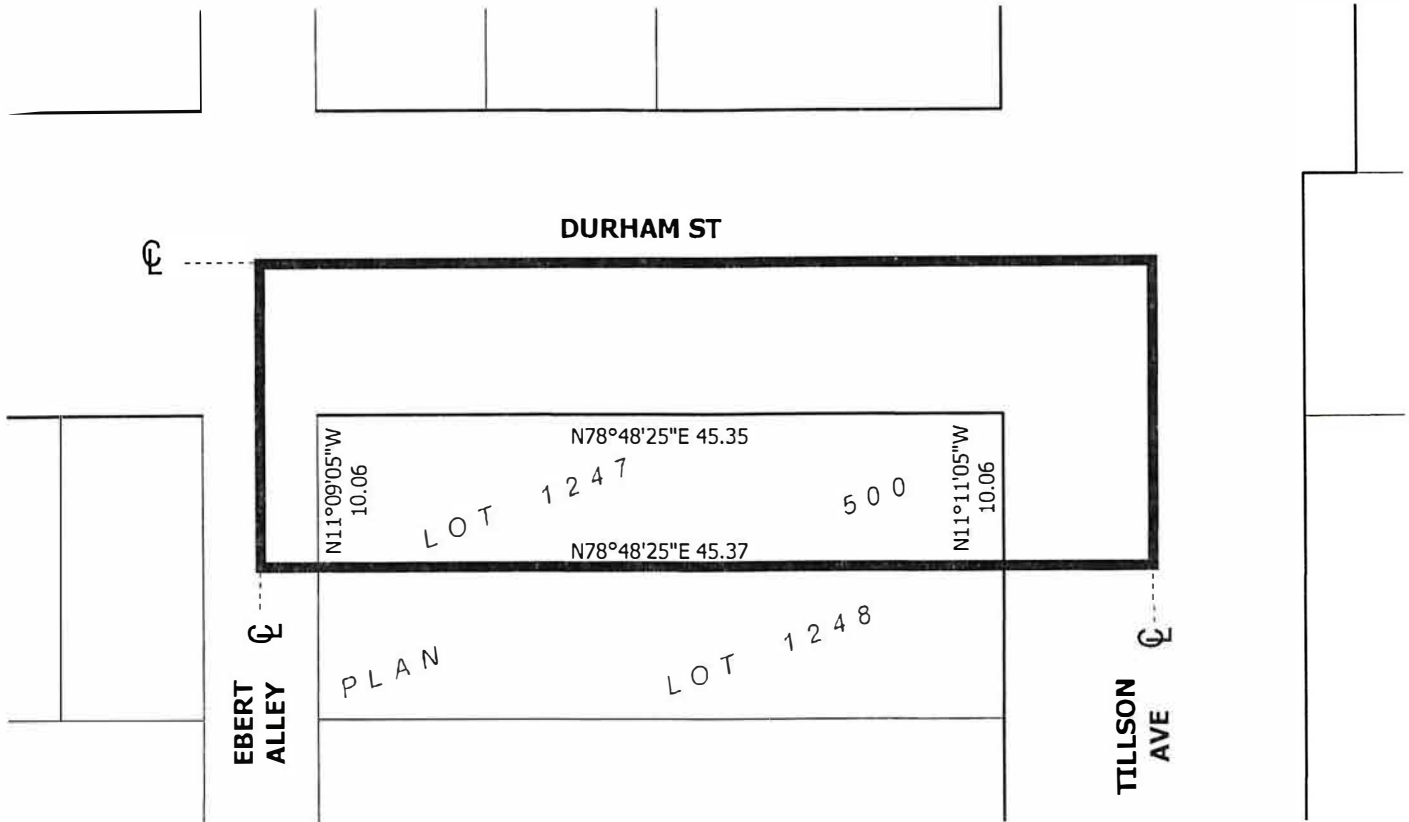 DURHAM ST
℄
N78°48'25"E 45.35
N11°09'05"W
10.06
LOT 1247
500
N11°11'05"W
10.06
N78°48'25"E 45.37
℄
℄
LOT 1248
PLAN
EBERT
ALLEY
TILLSON
AVE